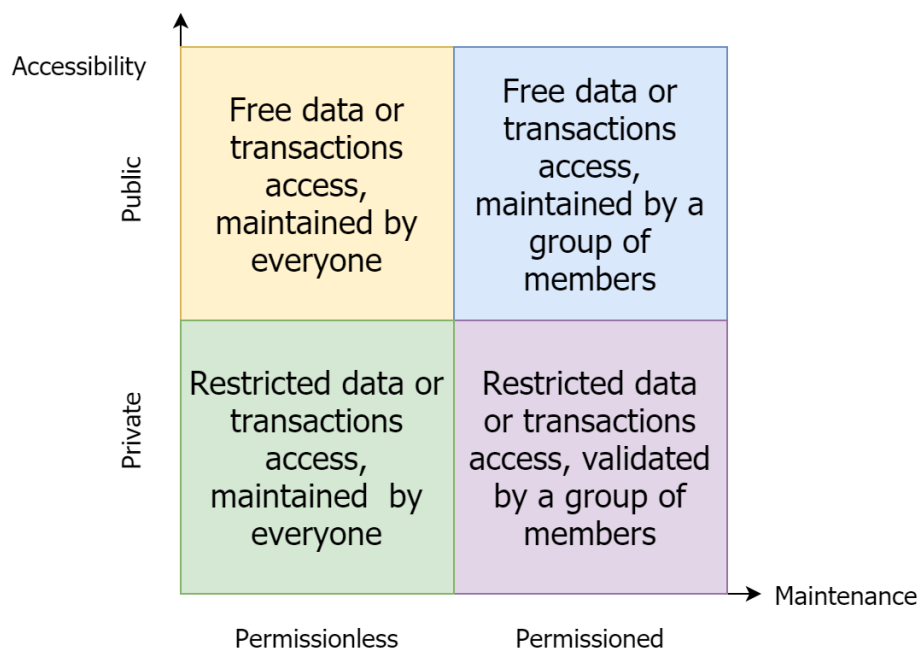 Accessibility
Public
Free data or
transactions
access,
maintained by
everyone
Free data or
transactions
access,
maintained by a
group of
members
Private
Restricted data or
transactions
access,
maintained  by
everyone
Restricted data
or transactions
access, validated
by a group of
members
Maintenance
Permissionless
Permissioned